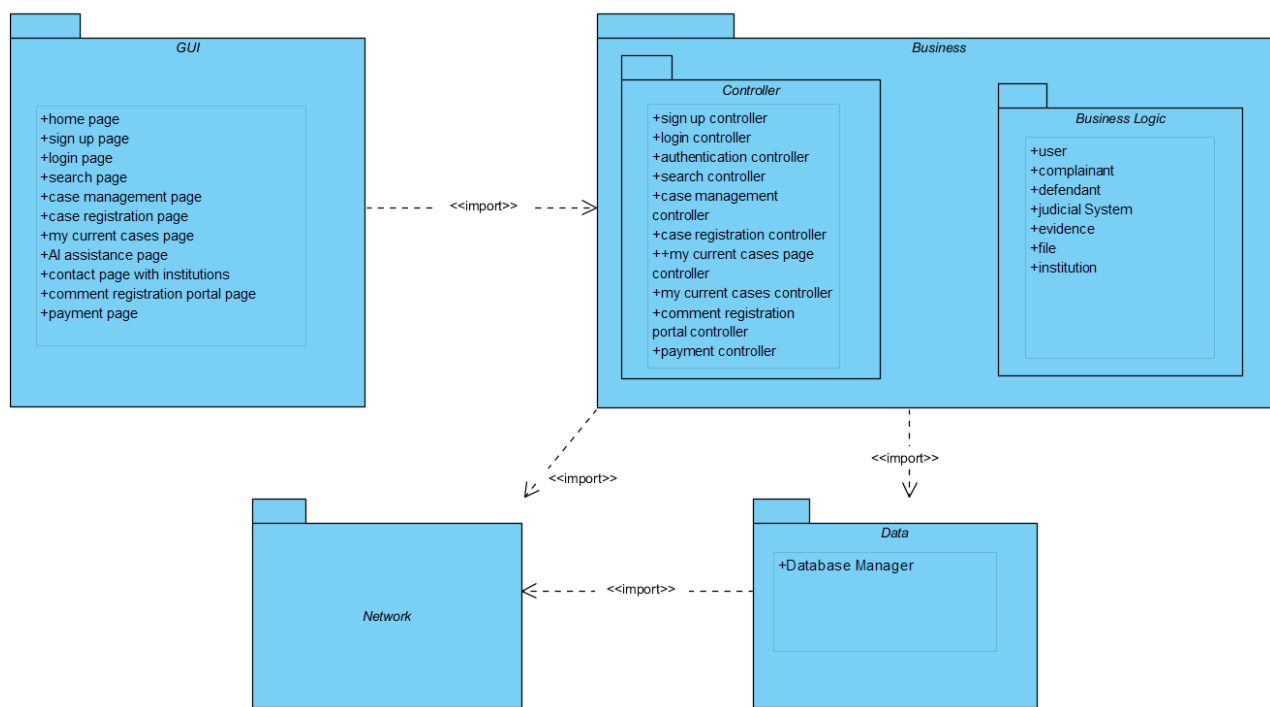 GUI
+home page
+sign up page
+login page
+search page
+case management page
+case registration page
+my current cases page
+AI assistance page
+contact page with institutions
+comment registration portal page
+payment page
<<import>>
Business
Controller
+sign up controller
+login controller
+authentication controller
+search controller
+case management
controller
+case registration controller
++my current cases page
controller
+my current cases controller
+comment registration
portal controller
+payment controller
Business Logic
+user
+complainant
+defendant
+judicial System
+evidence
+file
+institution
<<import>>
<<import>>
Network
<<import>>
Data
+Database Manager